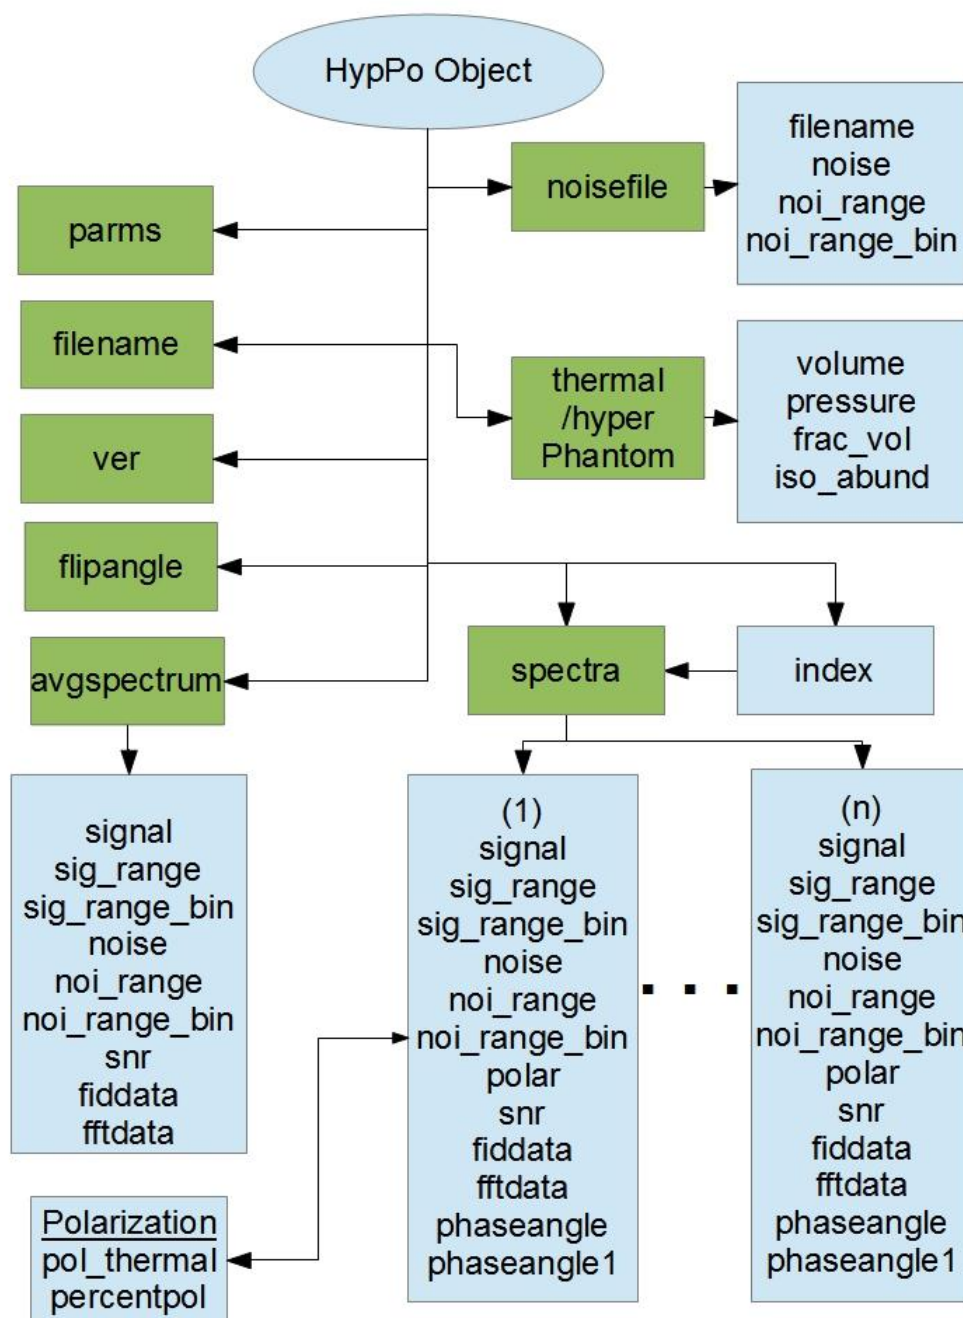 HypPo Object
noisefile
filename
noise
noi_range
noi_range_bin
parms
filename
thermal
/hyper
Phantom
volume
pressure
frac_vol
iso_abund
ver
flipangle
avgspectrum
spectra
index
signal
sig_range
sig_range_bin
noise
noi_range
noi_range_bin
snr
fiddata
fftdata
(1)
signal
sig_range
sig_range_bin
noise
noi_range
noi_range_bin
polar
snr
fiddata
fftdata
phaseangle
phaseangle1
. . .
(n)
signal
sig_range
sig_range_bin
noise
noi_range
noi_range_bin
polar
snr
fiddata
fftdata
phaseangle
phaseangle1
Polarization
pol_thermal
percentpol